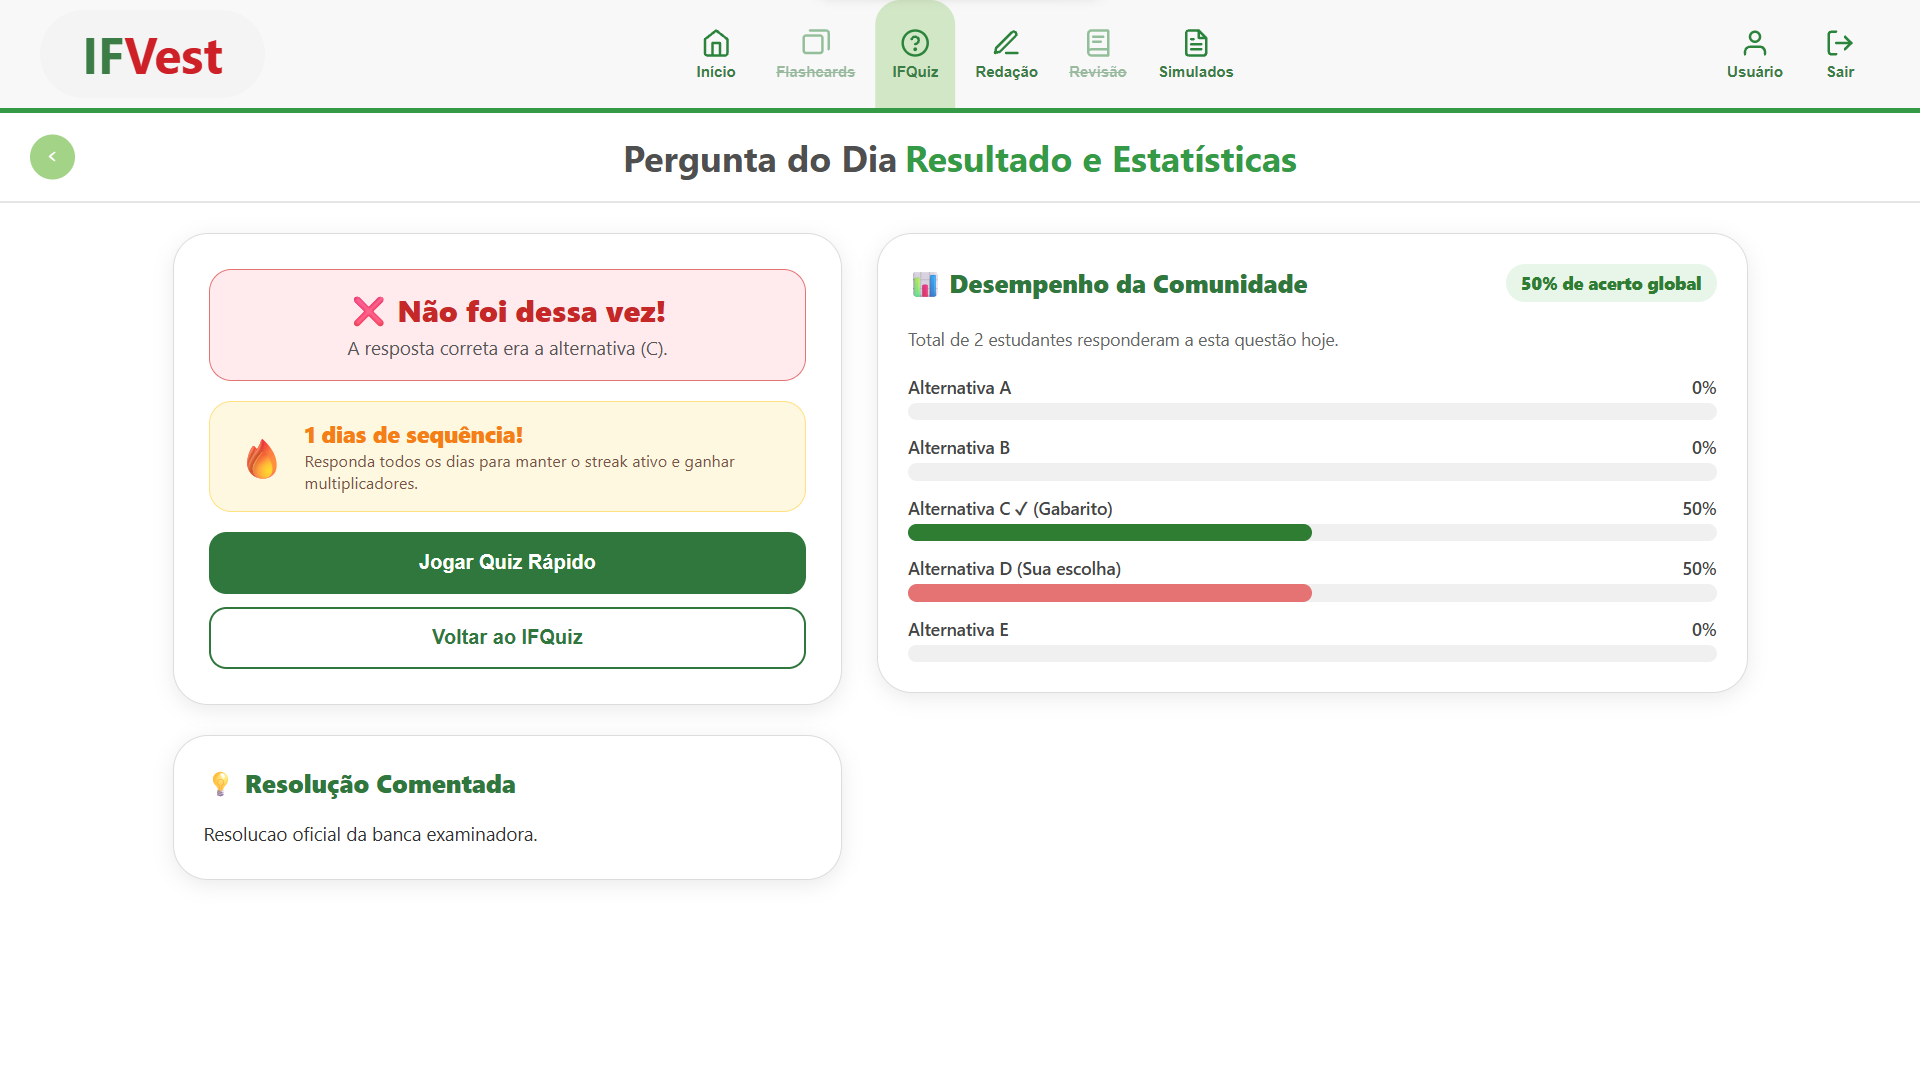 IFVest
Início
Flashcards
IFQuiz
Redação
Revisão
Simulados
Usuário
Sair
Pergunta do Dia Resultado e Estatísticas
Não foi dessa vez!
A resposta correta era a alternativa (C).
1 dias de sequência!
Responda todos os dias para manter o streak ativo e ganhar
multiplicadores.
Jogar Quiz Rápido
Voltar ao IFQuiz
Resolução Comentada
Resolucao oficial da banca examinadora.
Desempenho da Comunidade
50% de acerto global
Total de 2 estudantes responderam a esta questão hoje.
Alternativa A 0%
Alternativa B 0%
Alternativa C ✓ (Gabarito) 50%
Alternativa D (Sua escolha) 50%
Alternativa E 0%